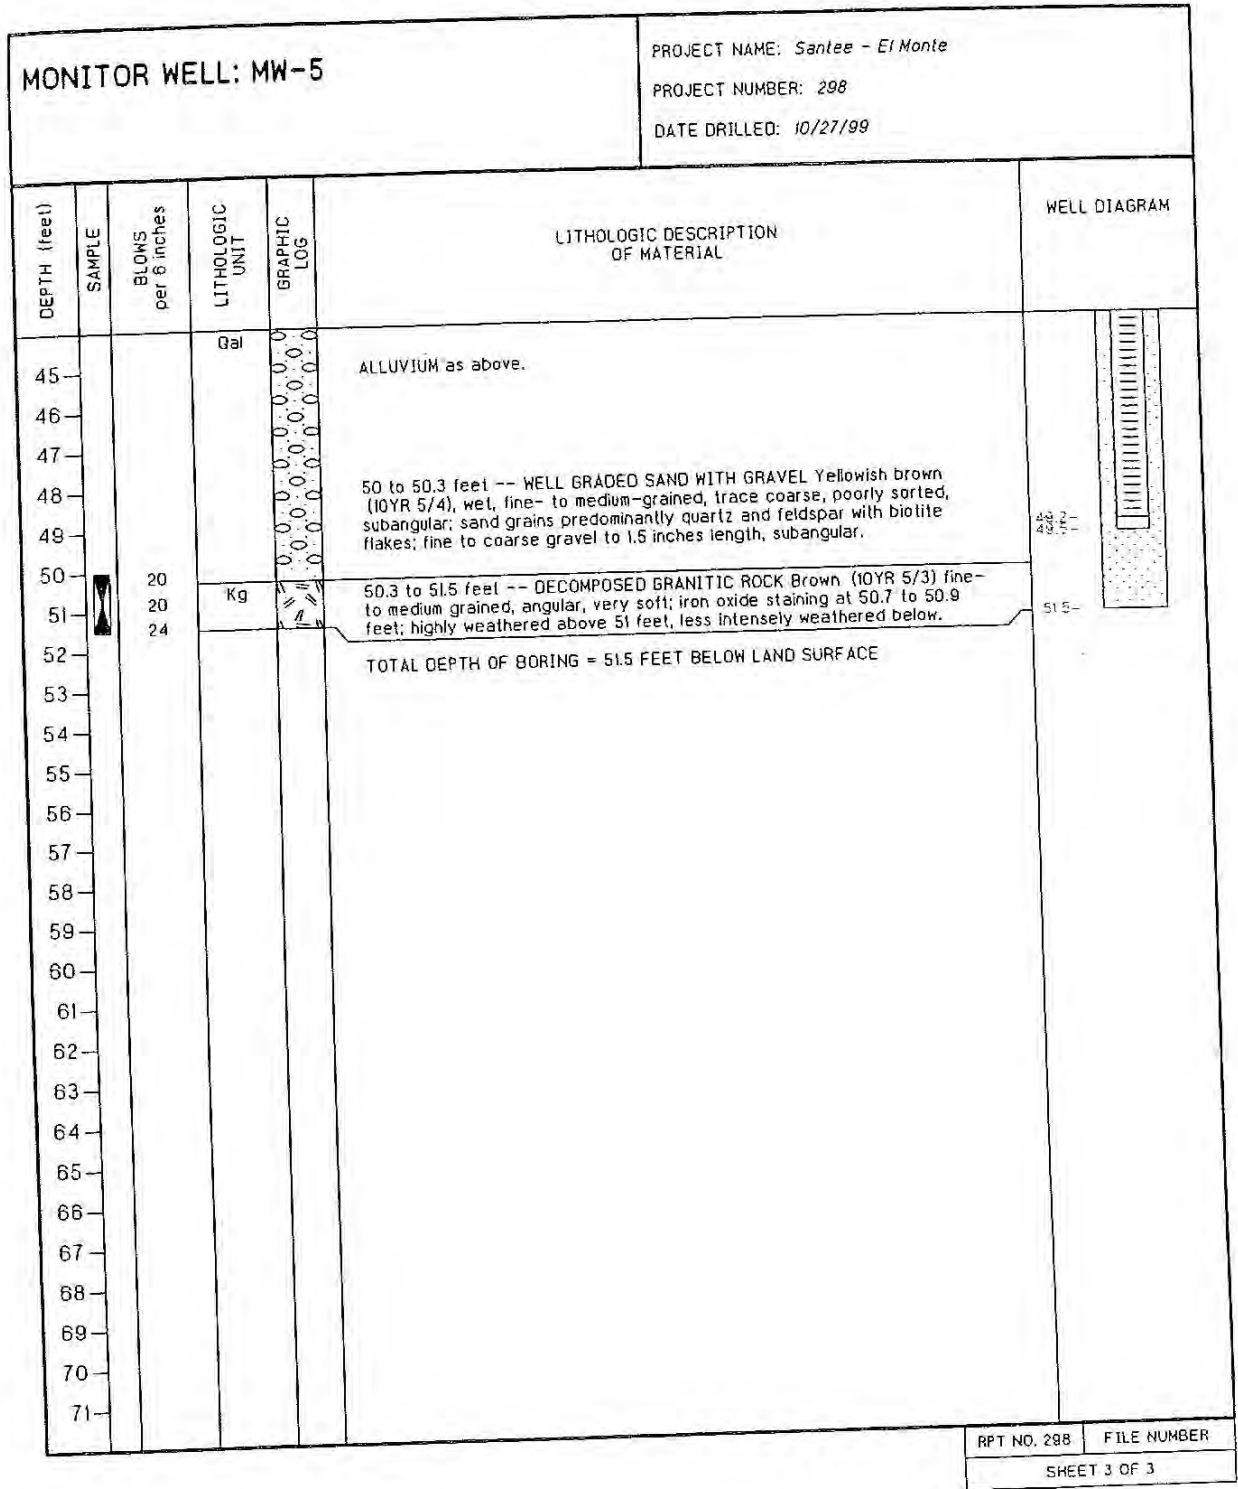 MONITOR WELL: MW-5
PROJECT NAME: Santee - El Monte
PROJECT NUMBER: 298
DATE DRILLED: 10/27/99
DEPTH (feet)
SAMPLE
BLOWS
per 6 inches
LITHOLOGIC
UNIT
GRAPHIC
LOG
LITHOLOGIC DESCRIPTION
OF MATERIAL
WELL DIAGRAM
Qal
ALLUVIUM as above.
45
46
47
48
49
50 to 50.3 feet -- WELL GRADED SAND WITH GRAVEL Yellowish brown
(10YR 5/4), wet, fine- to medium-grained, trace coarse, poorly sorted,
subangular; sand grains predominantly quartz and feldspar with biotite
flakes; fine to coarse gravel to 1.5 inches length, subangular.
50
51
20
20
24
Kg
50.3 to 51.5 feet -- DECOMPOSED GRANITIC ROCK Brown (10YR 5/3) fine-
to medium grained, angular, very soft; iron oxide staining at 50.7 to 50.9
feet; highly weathered above 51 feet, less intensely weathered below.
51.5
TOTAL DEPTH OF BORING = 51.5 FEET BELOW LAND SURFACE
52
53
54
55
56
57
58
59
60
61
62
63
64
65
66
67
68
69
70
71
RPT NO. 298
FILE NUMBER
SHEET 3 OF 3